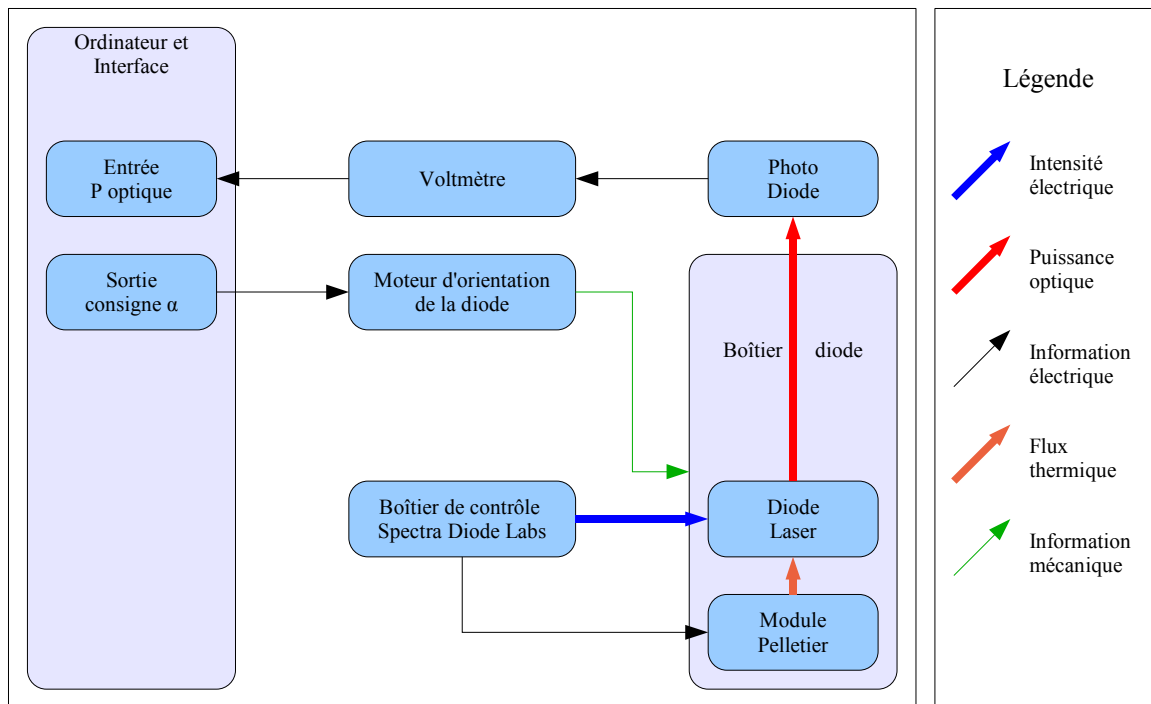 Ordinateur et
Interface
Entrée
P optique
Voltmètre
Photo
Diode
Sortie
consigne α
Moteur d'orientation
de la diode
Boîtier diode
Boîtier de contrôle
Spectra Diode Labs
Diode
Laser
Module
Pelletier
Légende
Intensité
électrique
Puissance
optique
Information
électrique
Flux
thermique
Information
mécanique